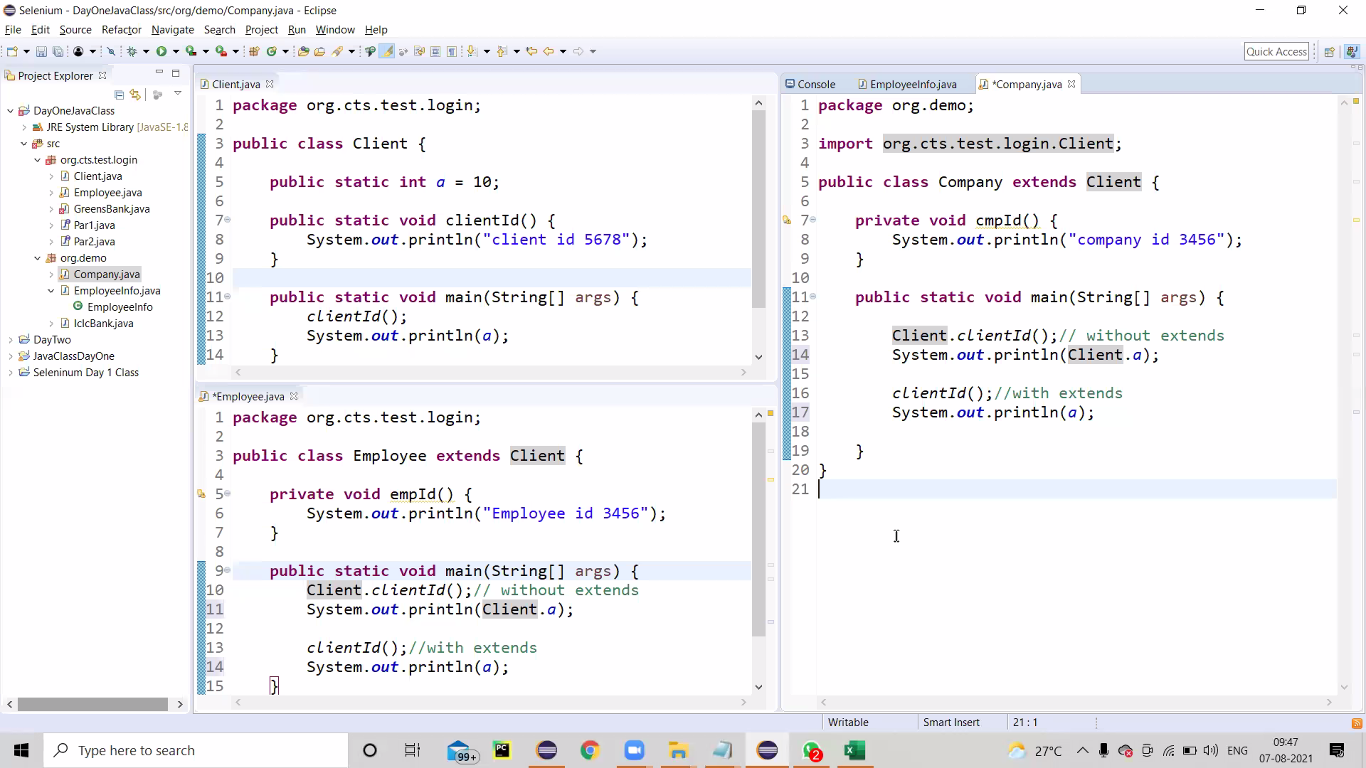 Selenium - DayOneJavaClass/src/org/demo/Company.java - Eclipse
File Edit Source Refactor Navigate Search Project Run Window Help
Quick Access
Project Explorer
DayOneJavaClass
JRE System Library [JavaSE-1.8
src
org.cts.test.login
Client.java
Employee.java
GreensBank.java
Par1.java
Par2.java
org.demo
Company.java
EmployeeInfo.java
EmployeeInfo
IcIcBank.java
DayTwo
JavaClassDayOne
Seleninum Day 1 Class
Client.java
1 package org.cts.test.login;
2
3 public class Client {
4
5 public static int a = 10;
6
7 public static void clientId() {
8 System.out.println("client id 5678");
9 }
10
11 public static void main(String[] args) {
12 clientId();
13 System.out.println(a);
14 }
*Employee.java
1 package org.cts.test.login;
2
3 public class Employee extends Client {
4
5 private void empId() {
6 System.out.println("Employee id 3456");
7 }
8
9 public static void main(String[] args) {
10 Client.clientId();// without extends
11 System.out.println(Client.a);
12
13 clientId();//with extends
14 System.out.println(a);
15 }
Console EmployeeInfo.java *Company.java
1 package org.demo;
2
3 import org.cts.test.login.Client;
4
5 public class Company extends Client {
6
7 private void cmpId() {
8 System.out.println("company id 3456");
9 }
10
11 public static void main(String[] args) {
12
13 Client.clientId();// without extends
14 System.out.println(Client.a);
15
16 clientId();//with extends
17 System.out.println(a);
18
19 }
20 }
21
Writable Smart Insert 21 : 1
Type here to search
99+
PC
2
27°C
ENG
09:47
07-08-2021